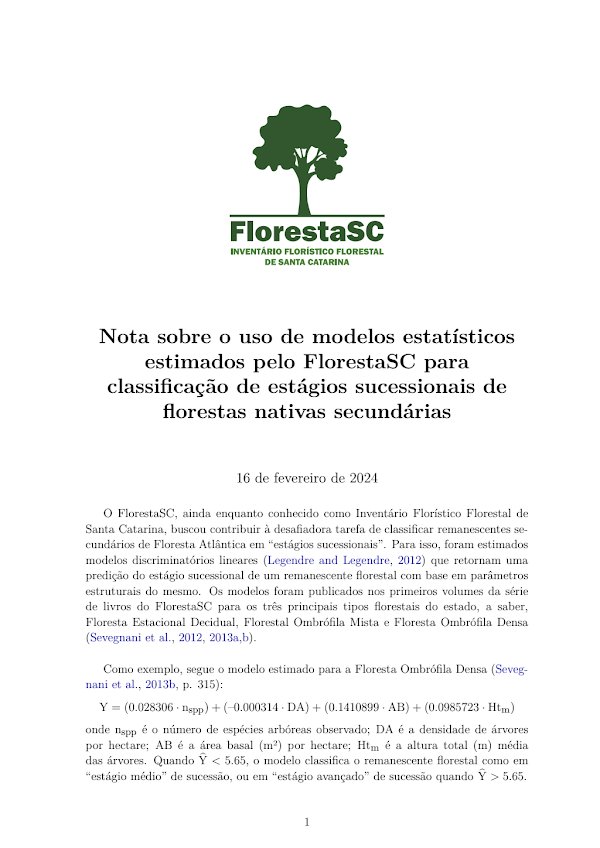 FlorestaSC
INVENTÁRIO FLORÍSTICO FLORESTAL
DE SANTA CATARINA
Nota sobre o uso de modelos estatísticos
estimados pelo FlorestaSC para
classificação de estágios sucessionais de
florestas nativas secundárias
16 de fevereiro de 2024
O FlorestaSC, ainda enquanto conhecido como Inventário Florístico Florestal de
Santa Catarina, buscou contribuir à desafiadora tarefa de classificar remanescentes se-
cundários de Floresta Atlântica em “estágios sucessionais”. Para isso, foram estimados
modelos discriminatórios lineares (Legendre and Legendre, 2012) que retornam uma
predição do estágio sucessional de um remanescente florestal com base em parâmetros
estruturais do mesmo. Os modelos foram publicados nos primeiros volumes da série
de livros do FlorestaSC para os três principais tipos florestais do estado, a saber,
Floresta Estacional Decidual, Florestal Ombrófila Mista e Floresta Ombrófila Densa
(Sevegnani et al., 2012, 2013a,b).
Como exemplo, segue o modelo estimado para a Floresta Ombrófila Densa (Seveg-
nani et al., 2013b, p. 315):
Y = (0.028306 · nspp) + (–0.000314 · DA) + (0.1410899 · AB) + (0.0985723 · Htm)
onde nspp é o número de espécies arbóreas observado; DA é a densidade de árvores
por hectare; AB é a área basal (m²) por hectare; Htm é a altura total (m) média
das árvores. Quando Ŷ < 5.65, o modelo classifica o remanescente florestal como em
“estágio médio” de sucessão, ou em “estágio avançado” de sucessão quando Ŷ > 5.65.
1